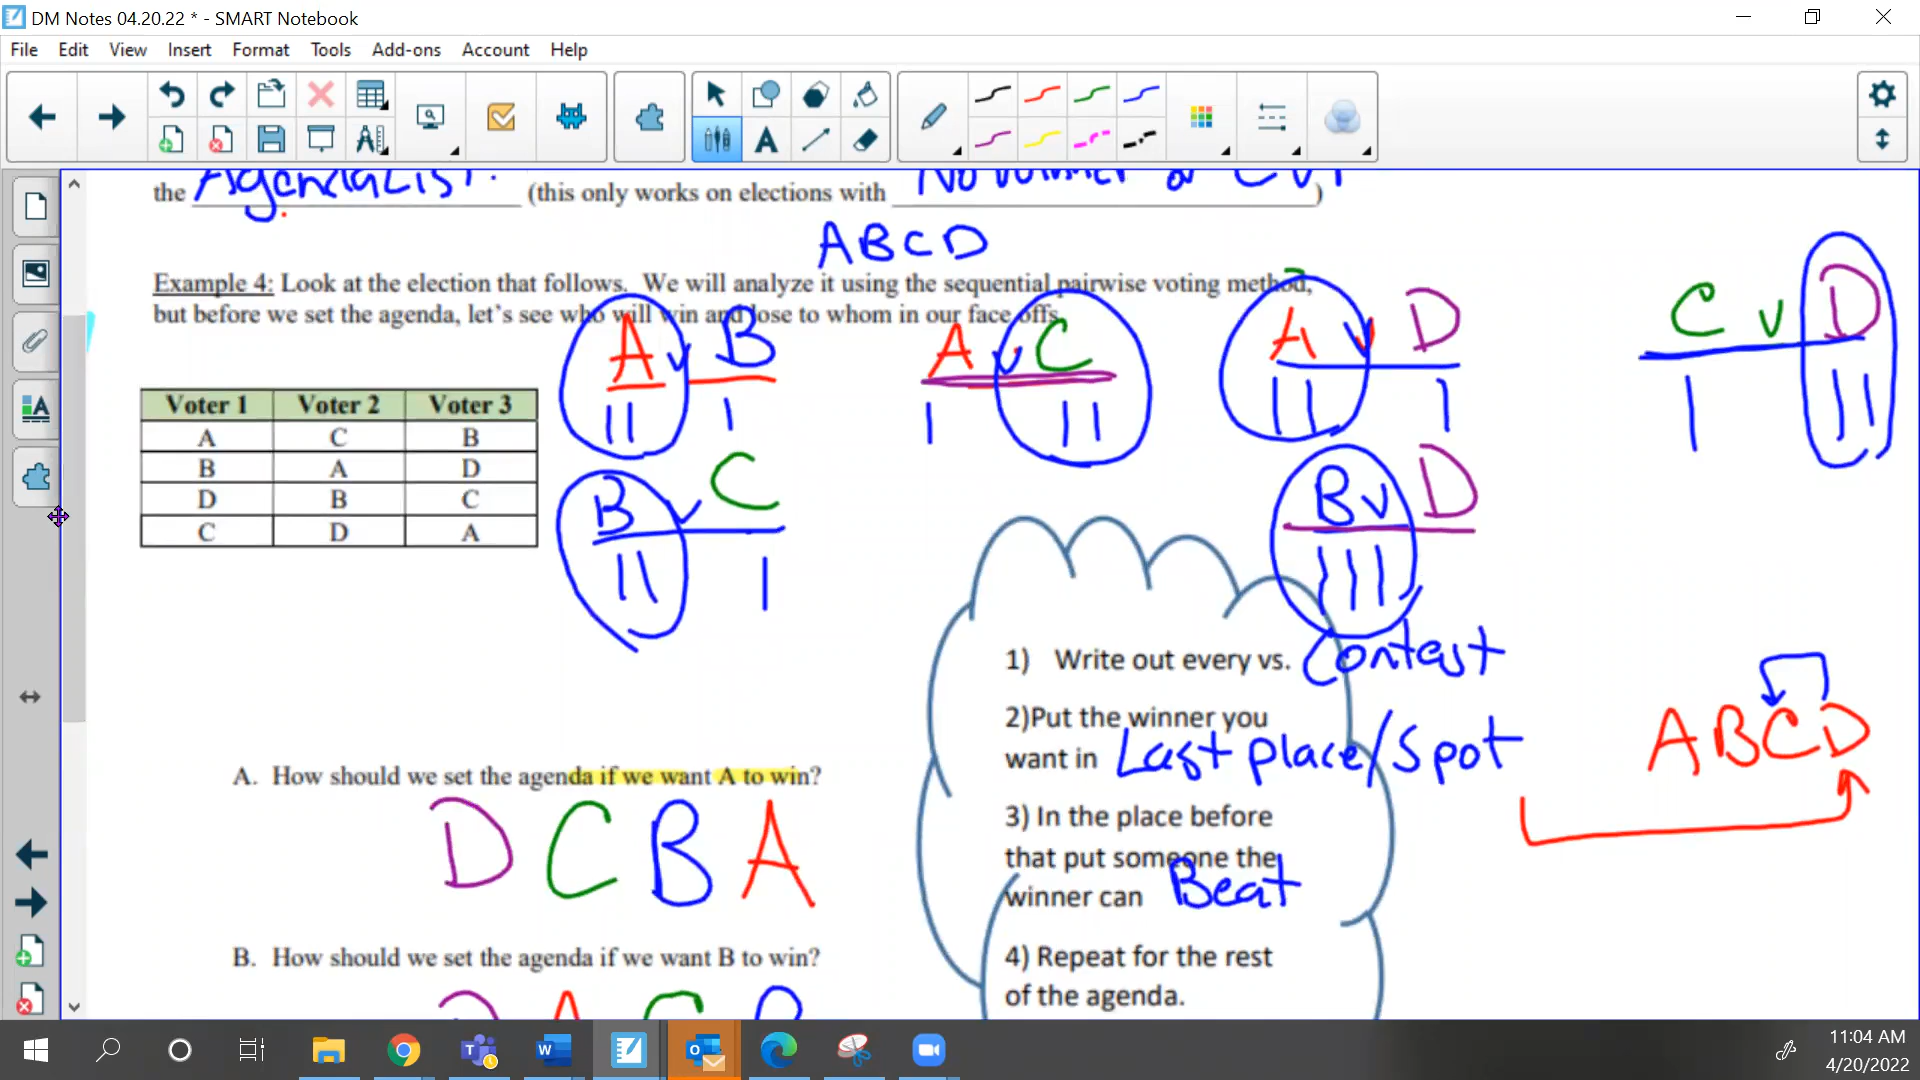 DM Notes 04.20.22 * - SMART Notebook
File Edit View Insert Format Tools Add-ons Account Help
the AgendaList. (this only works on elections with No winner
ABCD
Example 4: Look at the election that follows. We will analyze it using the sequential pairwise voting method,
but before we set the agenda, let's see who will win and lose to whom in our face offs.
A v B
A v C
A v D
C v D
II I
I II
II I
I II
Voter 1 Voter 2 Voter 3
A C B
B A D
D B C
C D A
B v C
B v D
II I
III
1) Write out every vs. Contest
2)Put the winner you
want in Last place/Spot
ABCD
3) In the place before
that put someone the
winner can Beat
4) Repeat for the rest
of the agenda.
A. How should we set the agenda if we want A to win?
D C B A
B. How should we set the agenda if we want B to win?
11:04 AM
4/20/2022